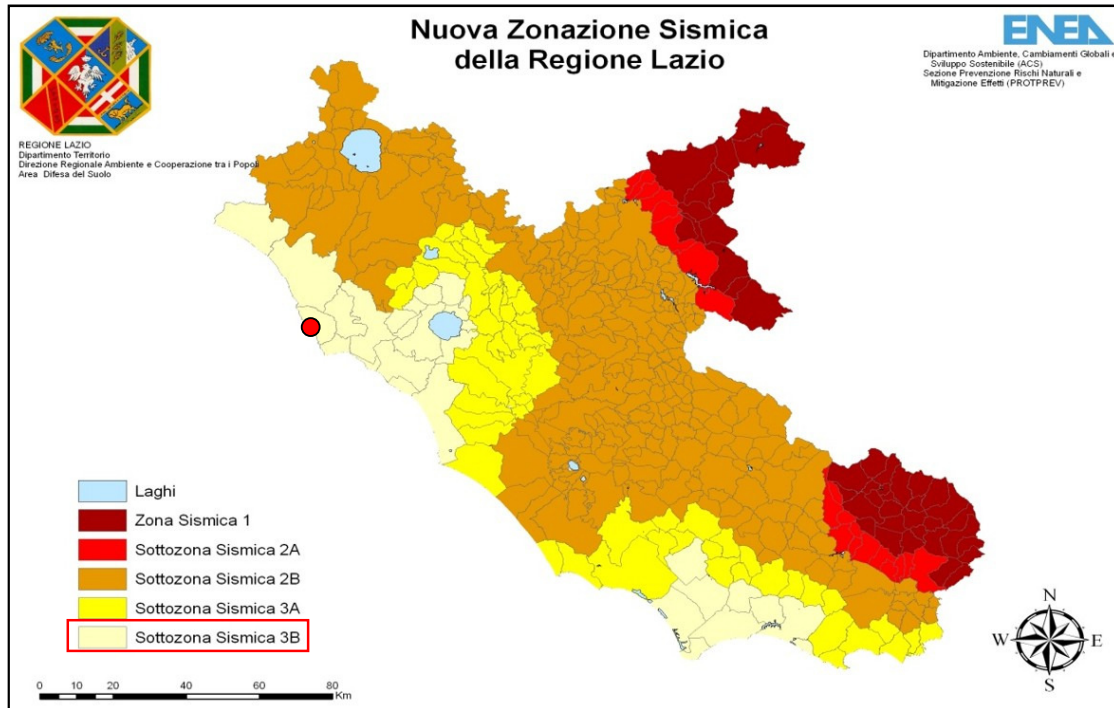 Nuova Zonazione Sismica
della Regione Lazio
ENEA
Dipartimento Ambiente, Cambiamenti Globali e
Sviluppo Sostenibile (ACS)
Sezione Prevenzione Rischi Naturali e
Mitigazione Effetti (PROTPREV)
REGIONE LAZIO
Dipartimento Territorio
Direzione Regionale Ambiente e Cooperazione tra i Popoli
Area Difesa del Suolo
Laghi
Zona Sismica 1
Sottozona Sismica 2A
Sottozona Sismica 2B
Sottozona Sismica 3A
Sottozona Sismica 3B
0 10 20 40 60 80
Km
N
W E
S